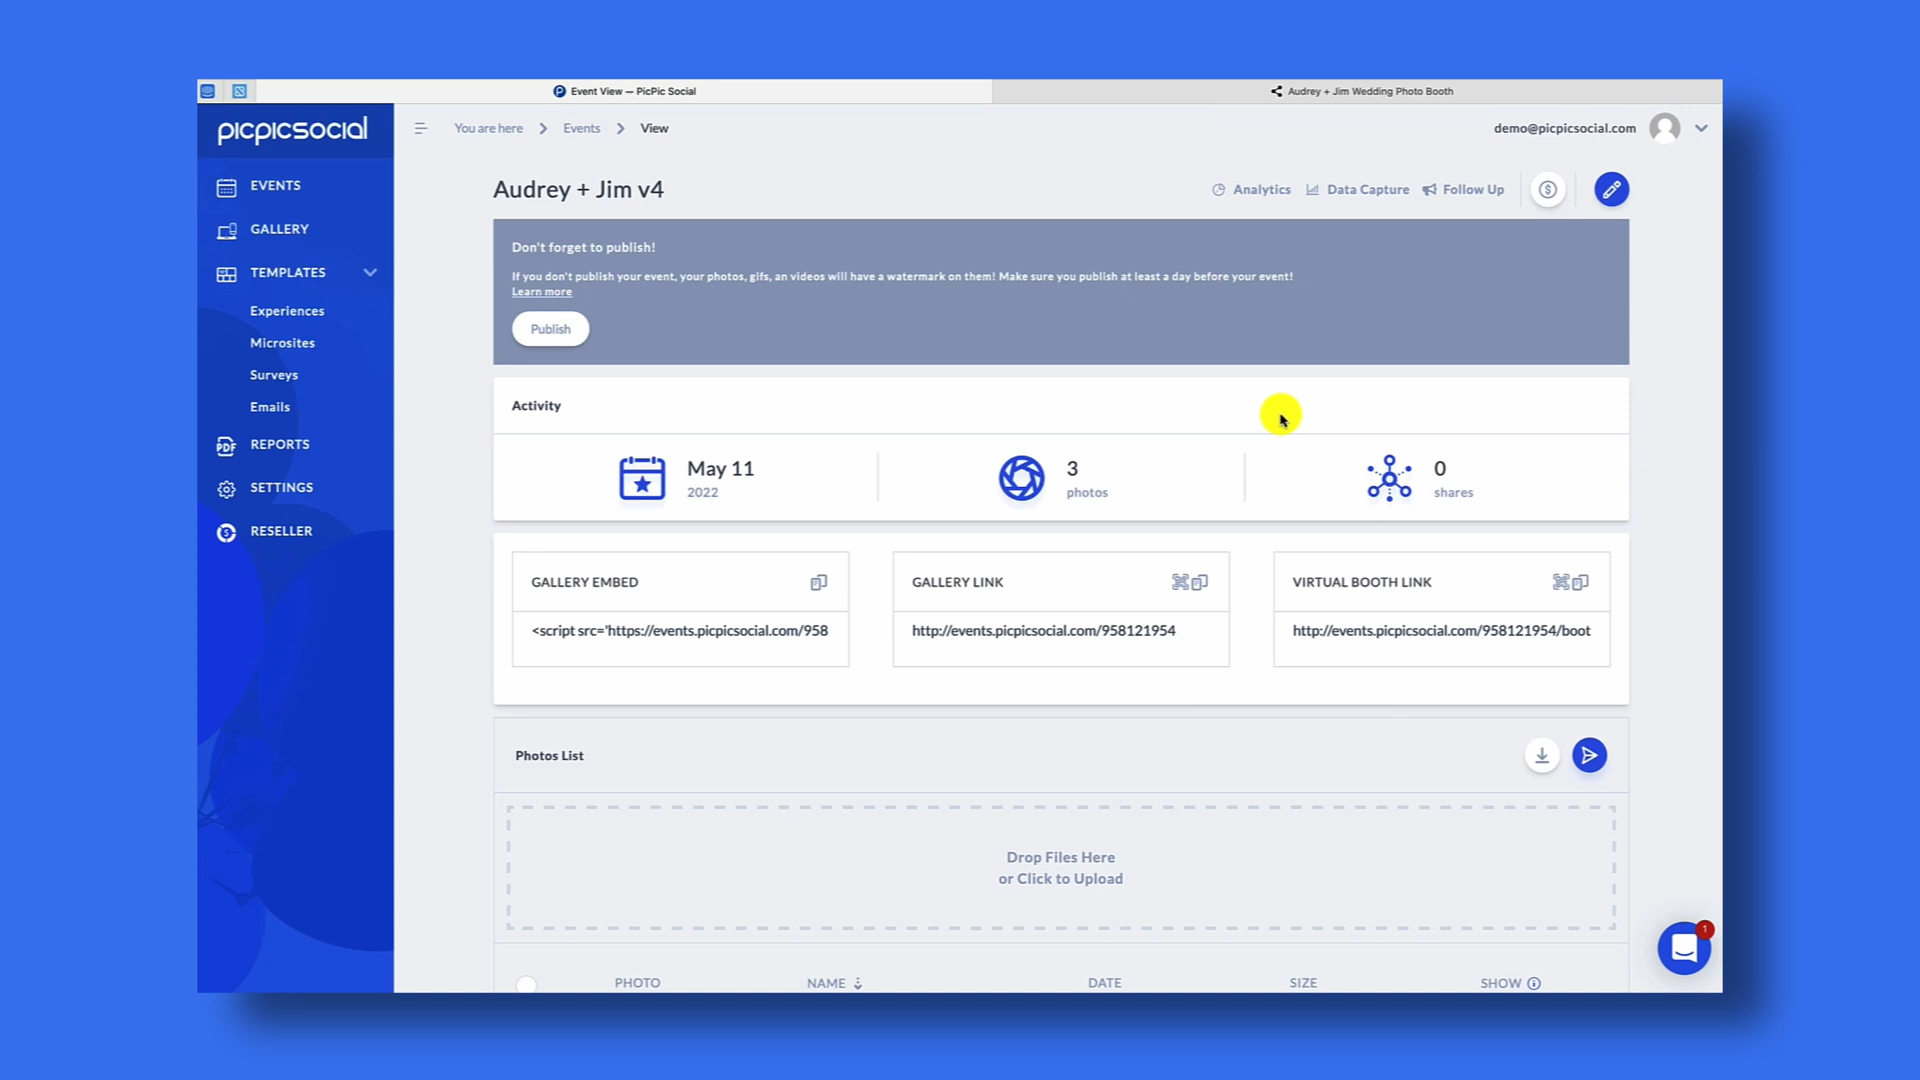 Event View — PicPic Social
Audrey + Jim Wedding Photo Booth
picpicsocial
You are here
Events
View
demo@picpicsocial.com
EVENTS
GALLERY
TEMPLATES
Experiences
Microsites
Surveys
Emails
REPORTS
PDF
SETTINGS
RESELLER
Audrey + Jim v4
Analytics
Data Capture
Follow Up
Don't forget to publish!
If you don't publish your event, your photos, gifs, an videos will have a watermark on them! Make sure you publish at least a day before your event!
Learn more
Publish
Activity
May 11
2022
3
photos
0
shares
GALLERY EMBED
<script src='https://events.picpicsocial.com/958
GALLERY LINK
http://events.picpicsocial.com/958121954
VIRTUAL BOOTH LINK
http://events.picpicsocial.com/958121954/boot
Photos List
Drop Files Here
or Click to Upload
PHOTO
NAME
DATE
SIZE
SHOW
1